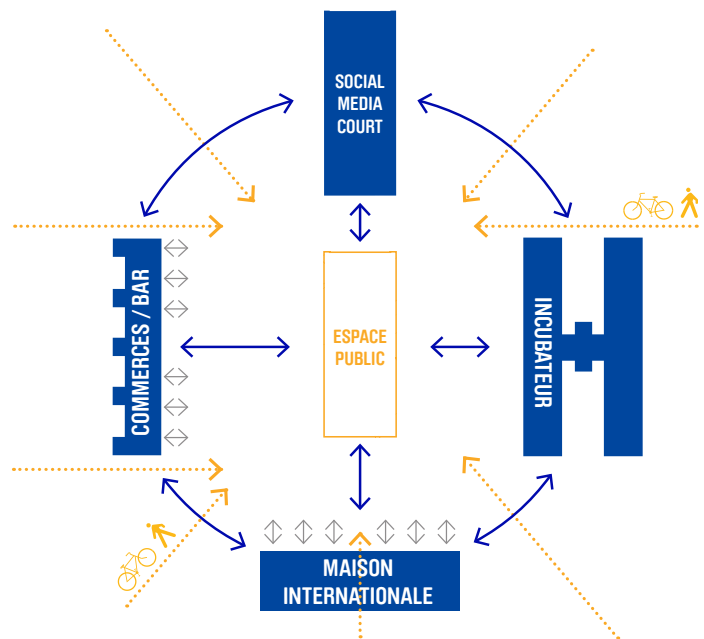 SOCIAL
MEDIA
COURT
COMMERCES / BAR
ESPACE
PUBLIC
INCUBATEUR
MAISON
INTERNATIONALE